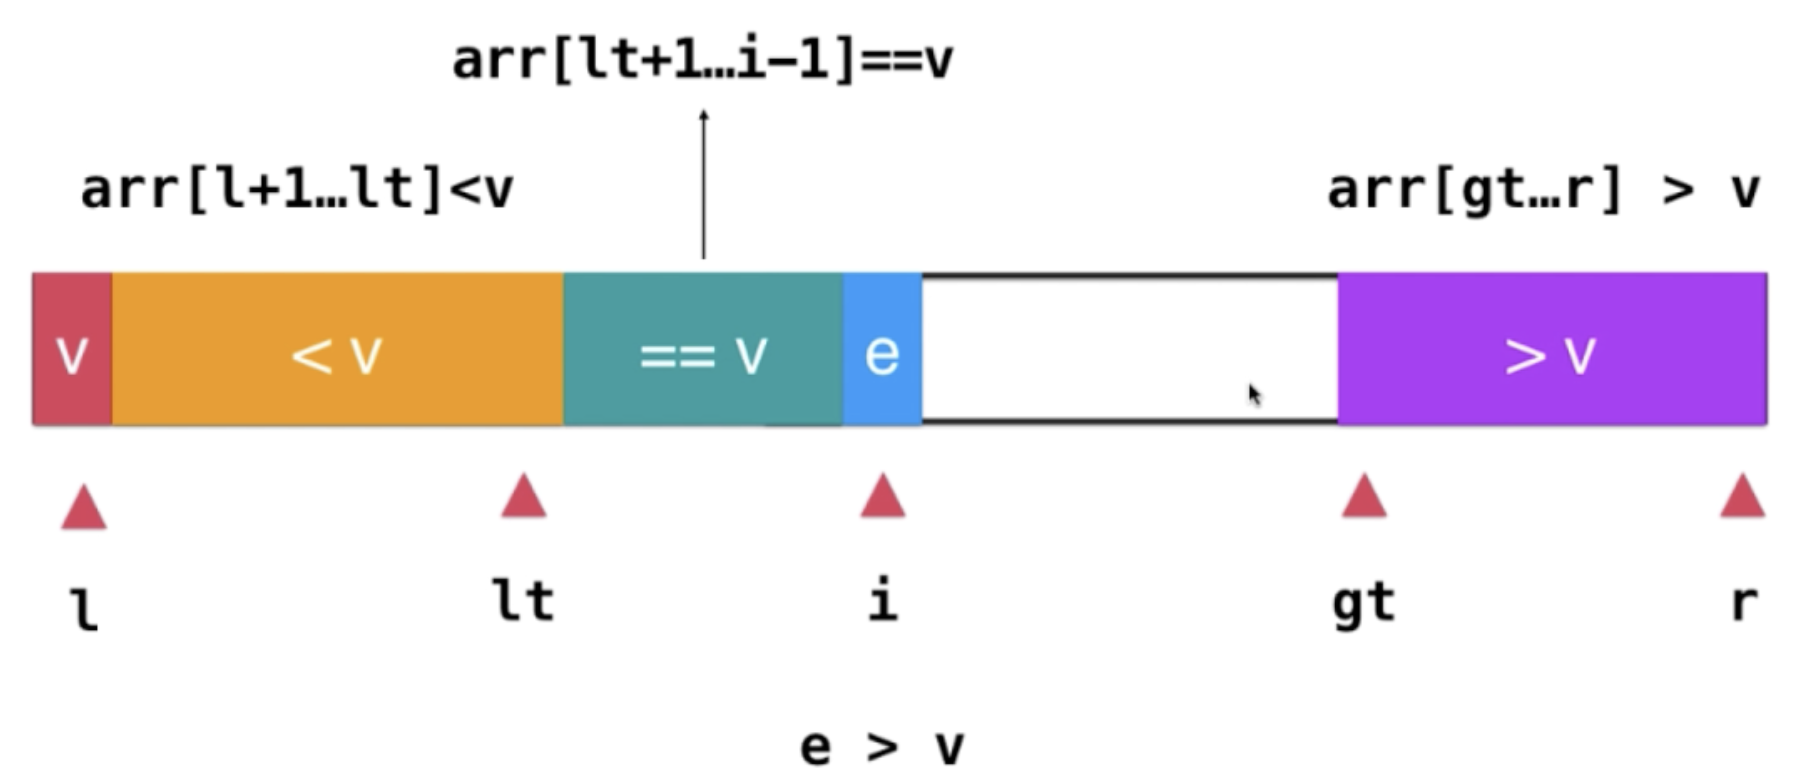 arr[lt+1…i−1]==v
arr[l+1…lt]<v
arr[gt…r] > v
v
< v
== v
e
> v
l
lt
i
gt
r
e > v